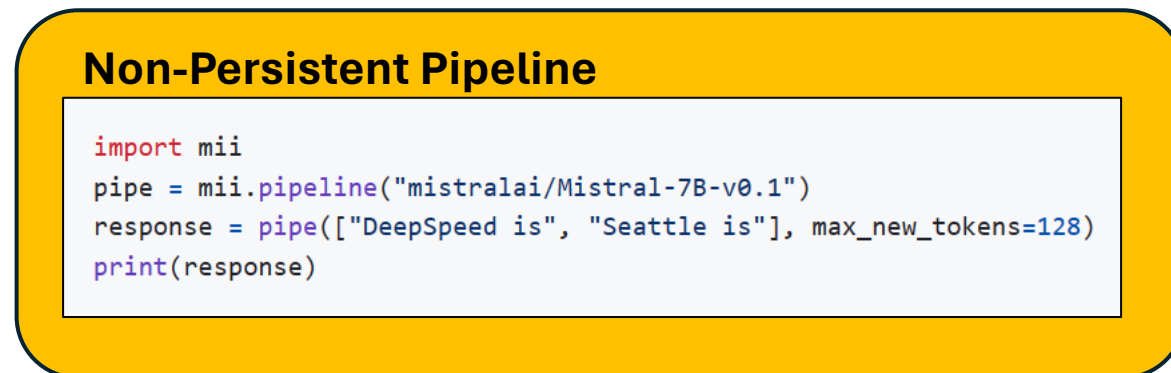 Non-Persistent Pipeline
import mii
pipe = mii.pipeline("mistralai/Mistral-7B-v0.1")
response = pipe(["DeepSpeed is", "Seattle is"], max_new_tokens=128)
print(response)